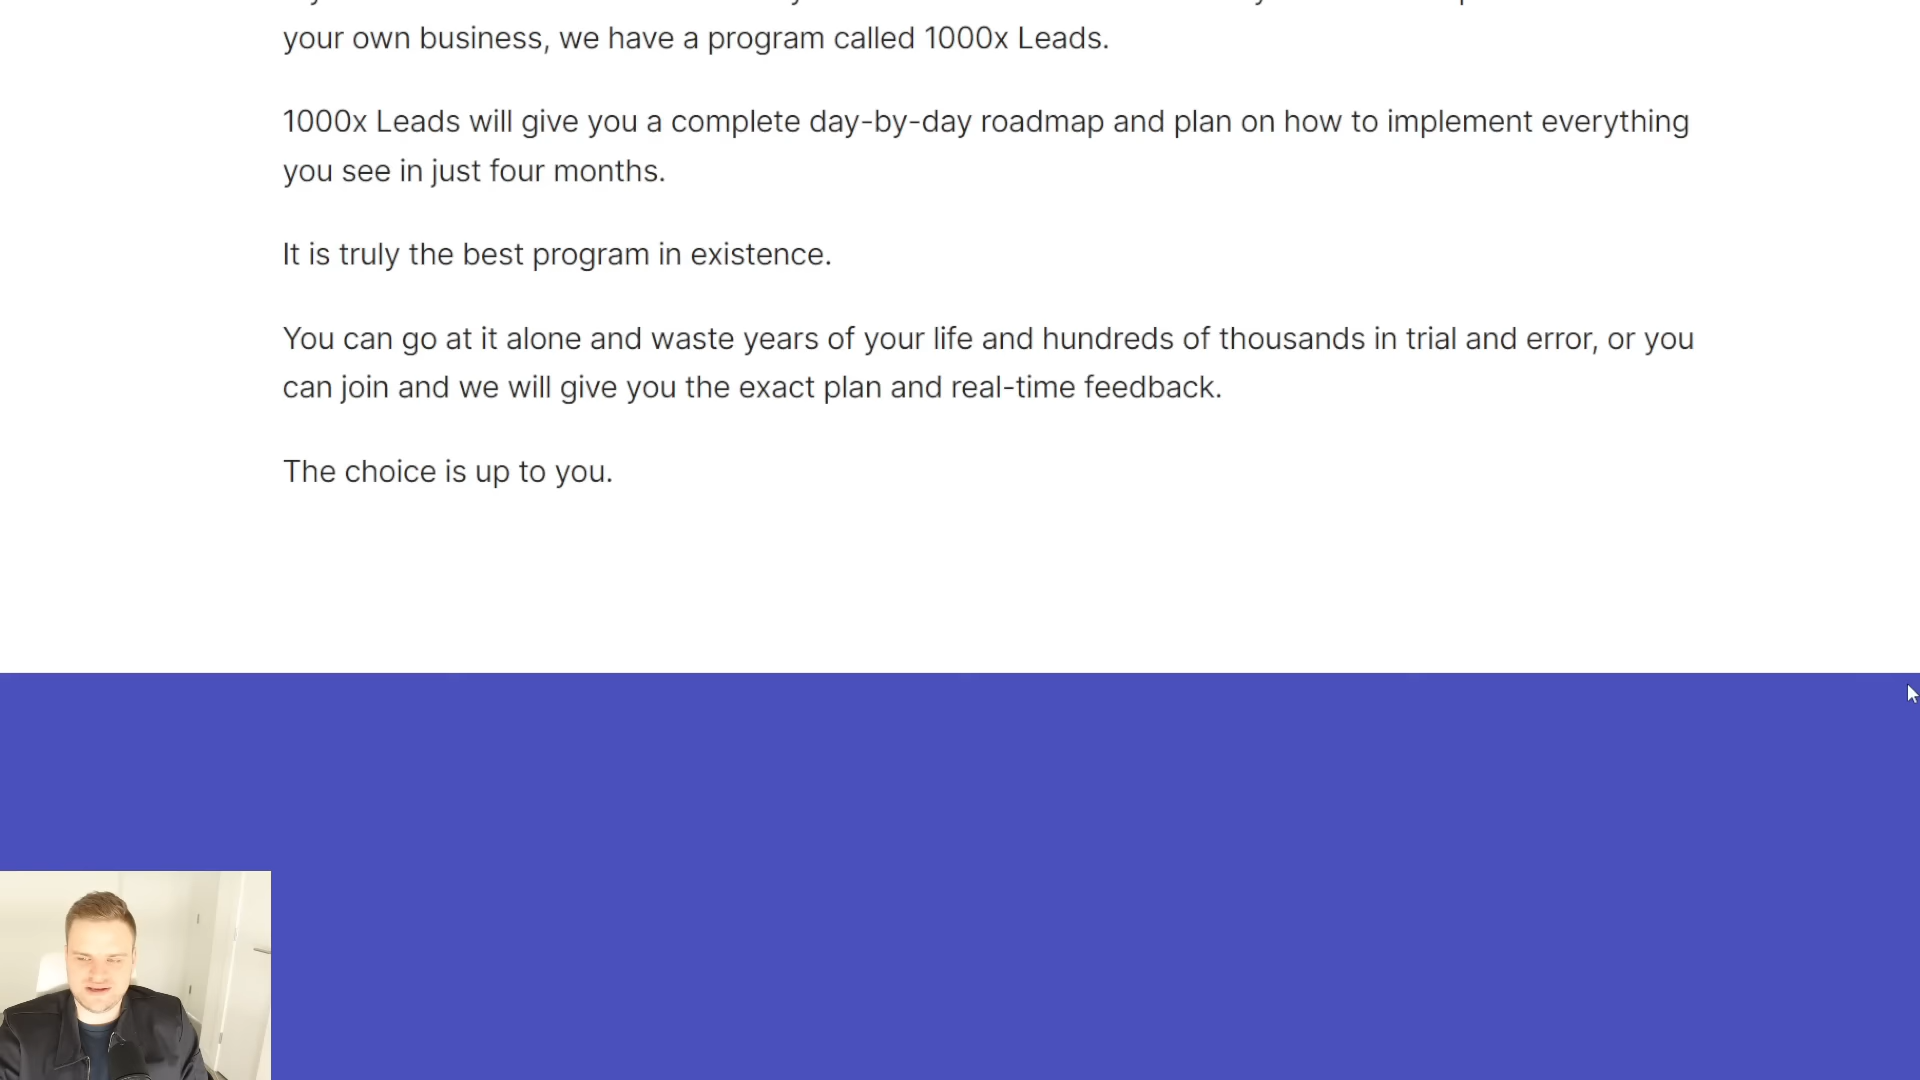 your own business, we have a program called 1000x Leads.
1000x Leads will give you a complete day-by-day roadmap and plan on how to implement everything
you see in just four months.
It is truly the best program in existence.
You can go at it alone and waste years of your life and hundreds of thousands in trial and error, or you
can join and we will give you the exact plan and real-time feedback.
The choice is up to you.